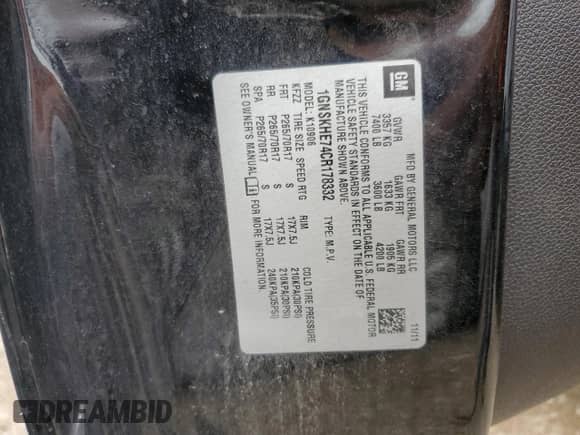 GM
MFD BY GENERAL MOTORS LLC 11/11
GVWR GAWR FRT GAWR RR
3357 KG 1633 KG 1905 KG
7400 LB 3600 LB 4200 LB
THIS VEHICLE CONFORMS TO ALL APPLICABLE U.S. FEDERAL MOTOR
VEHICLE SAFETY STANDARDS IN EFFECT ON THE DATE OF
MANUFACTURE SHOWN ABOVE.
1GNSKHE74CR178332 TYPE: M.P.V.
MODEL: K10906
KFZZ TIRE SIZE SPEED RTG RIM COLD TIRE PRESSURE
FRT P265/70R17 S 17X7.5J 210KPA(30PSI)
RR P265/70R17 S 17X7.5J 210KPA(30PSI)
SPA P265/70R17 S 17X7.5J 240KPA(35PSI)
SEE OWNER'S MANUAL FOR MORE INFORMATION.
DREAMBID